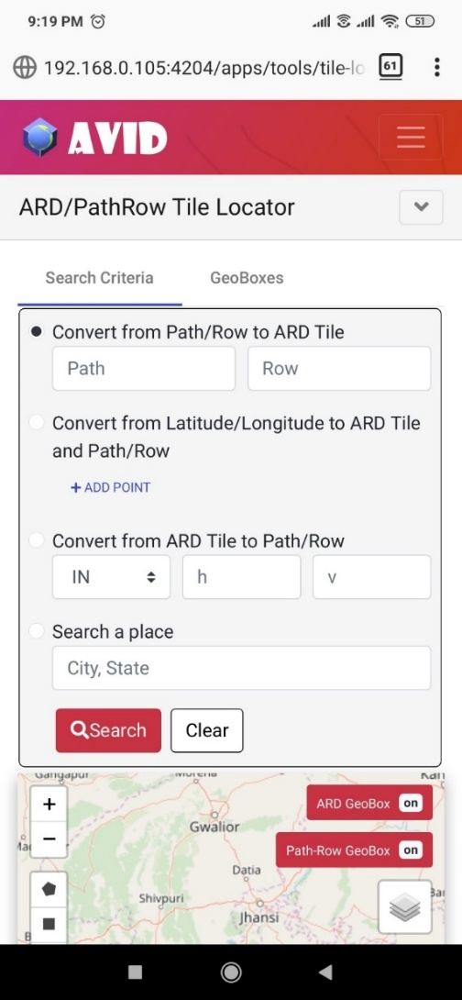 9:19 PM
51
192.168.0.105:4204/apps/tools/tile-lo
61
AVID
ARD/PathRow Tile Locator
Search Criteria
GeoBoxes
Convert from Path/Row to ARD Tile
Path
Row
Convert from Latitude/Longitude to ARD Tile
and Path/Row
+ ADD POINT
Convert from ARD Tile to Path/Row
IN
h
v
Search a place
City, State
Search
Clear
Gangapur
Morena
+
ARD GeoBox on
Gwalior
−
Path-Row GeoBox on
Datia
Shivpuri
Jhansi